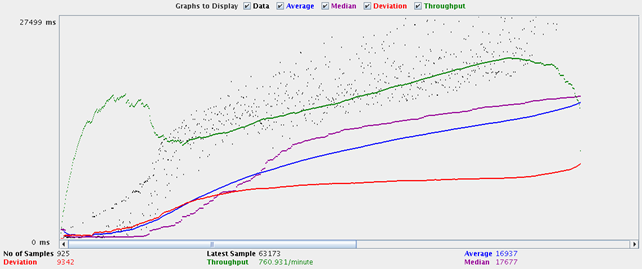 Graphs to Display Data Average Median Deviation Throughput
27499 ms
0 ms
No of Samples 925 Latest Sample 63173 Average 16937
Deviation 9342 Throughput 760.931/minute Median 17677